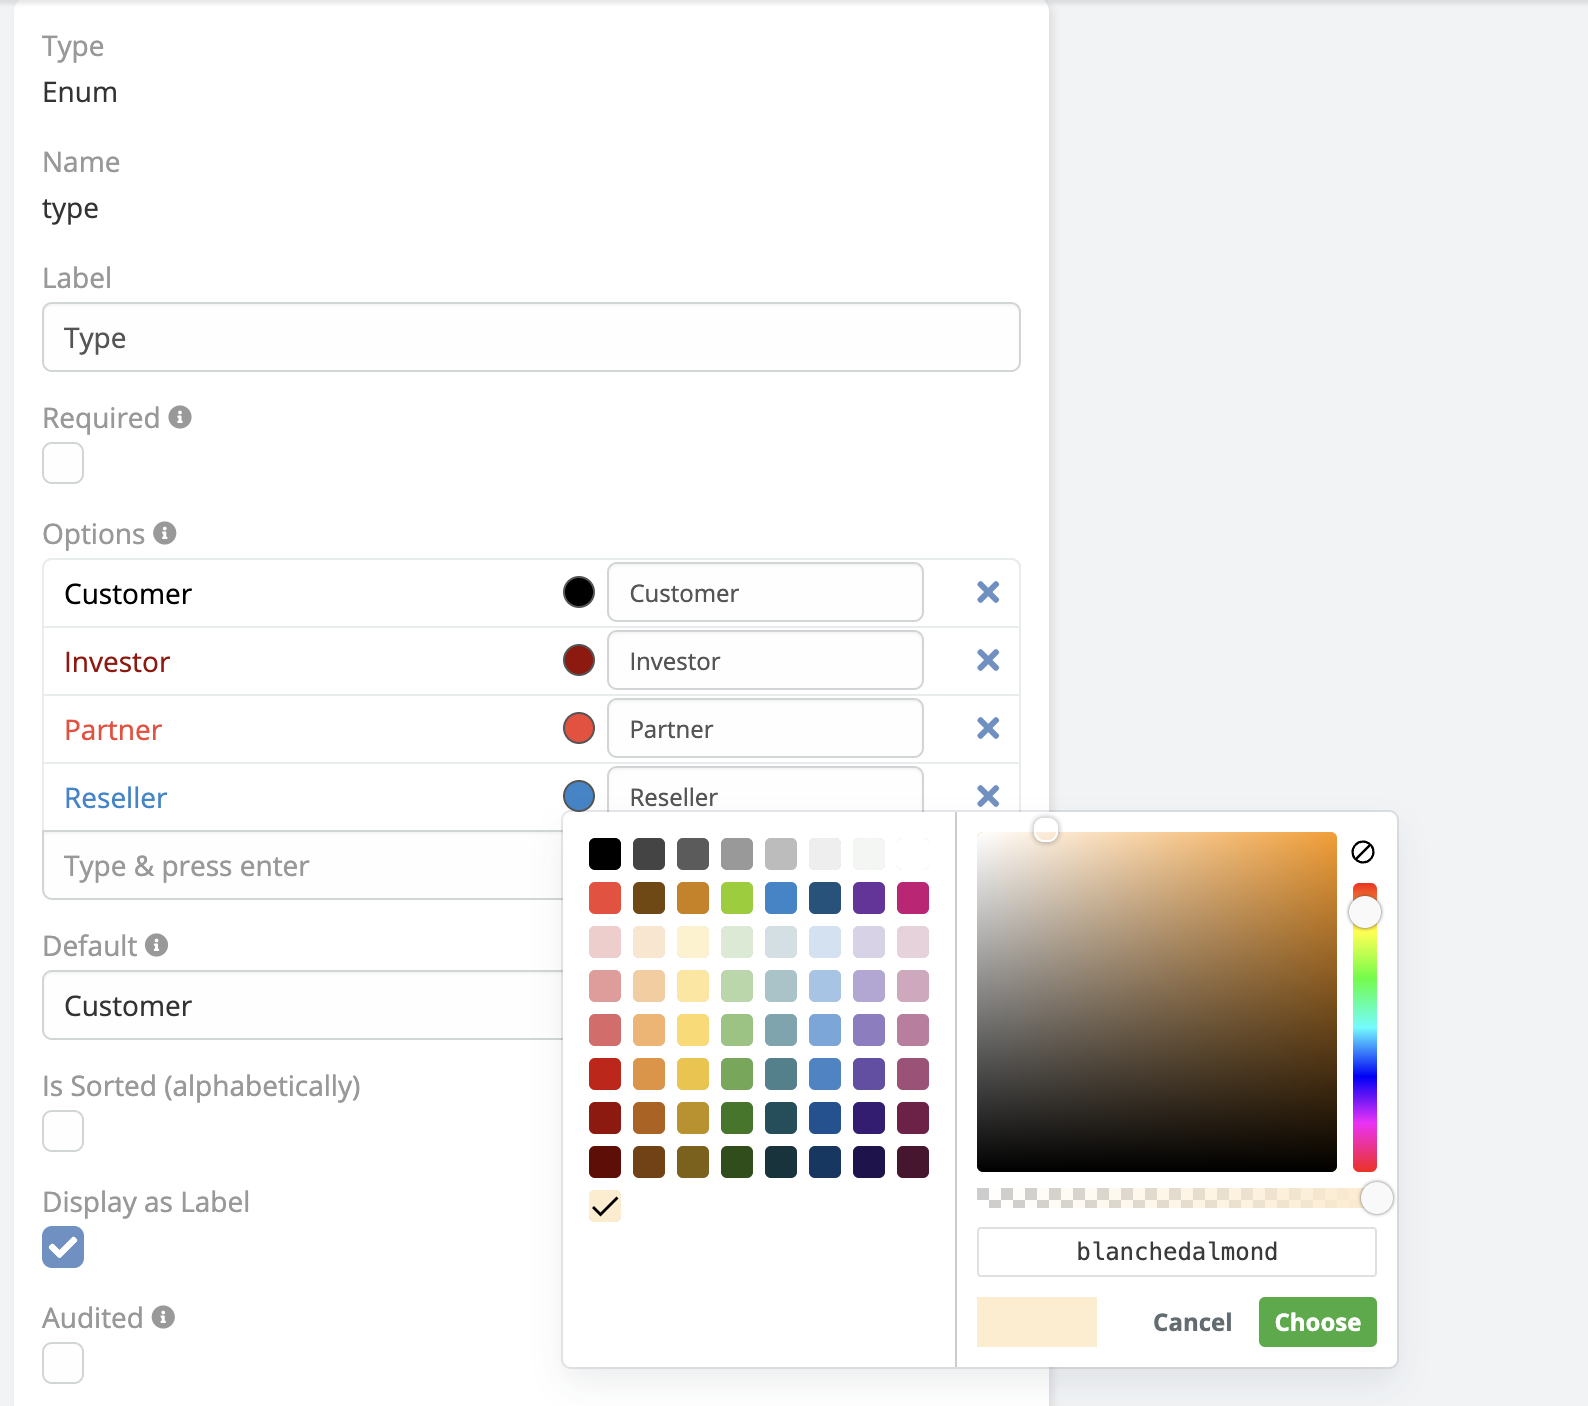 Type
Enum
Name
type
Label
Type
Required
Options
Customer Customer
Investor Investor
Partner Partner
Reseller Reseller
Type & press enter
Default
Customer
Is Sorted (alphabetically)
Display as Label
Audited
blanchedalmond
Cancel Choose